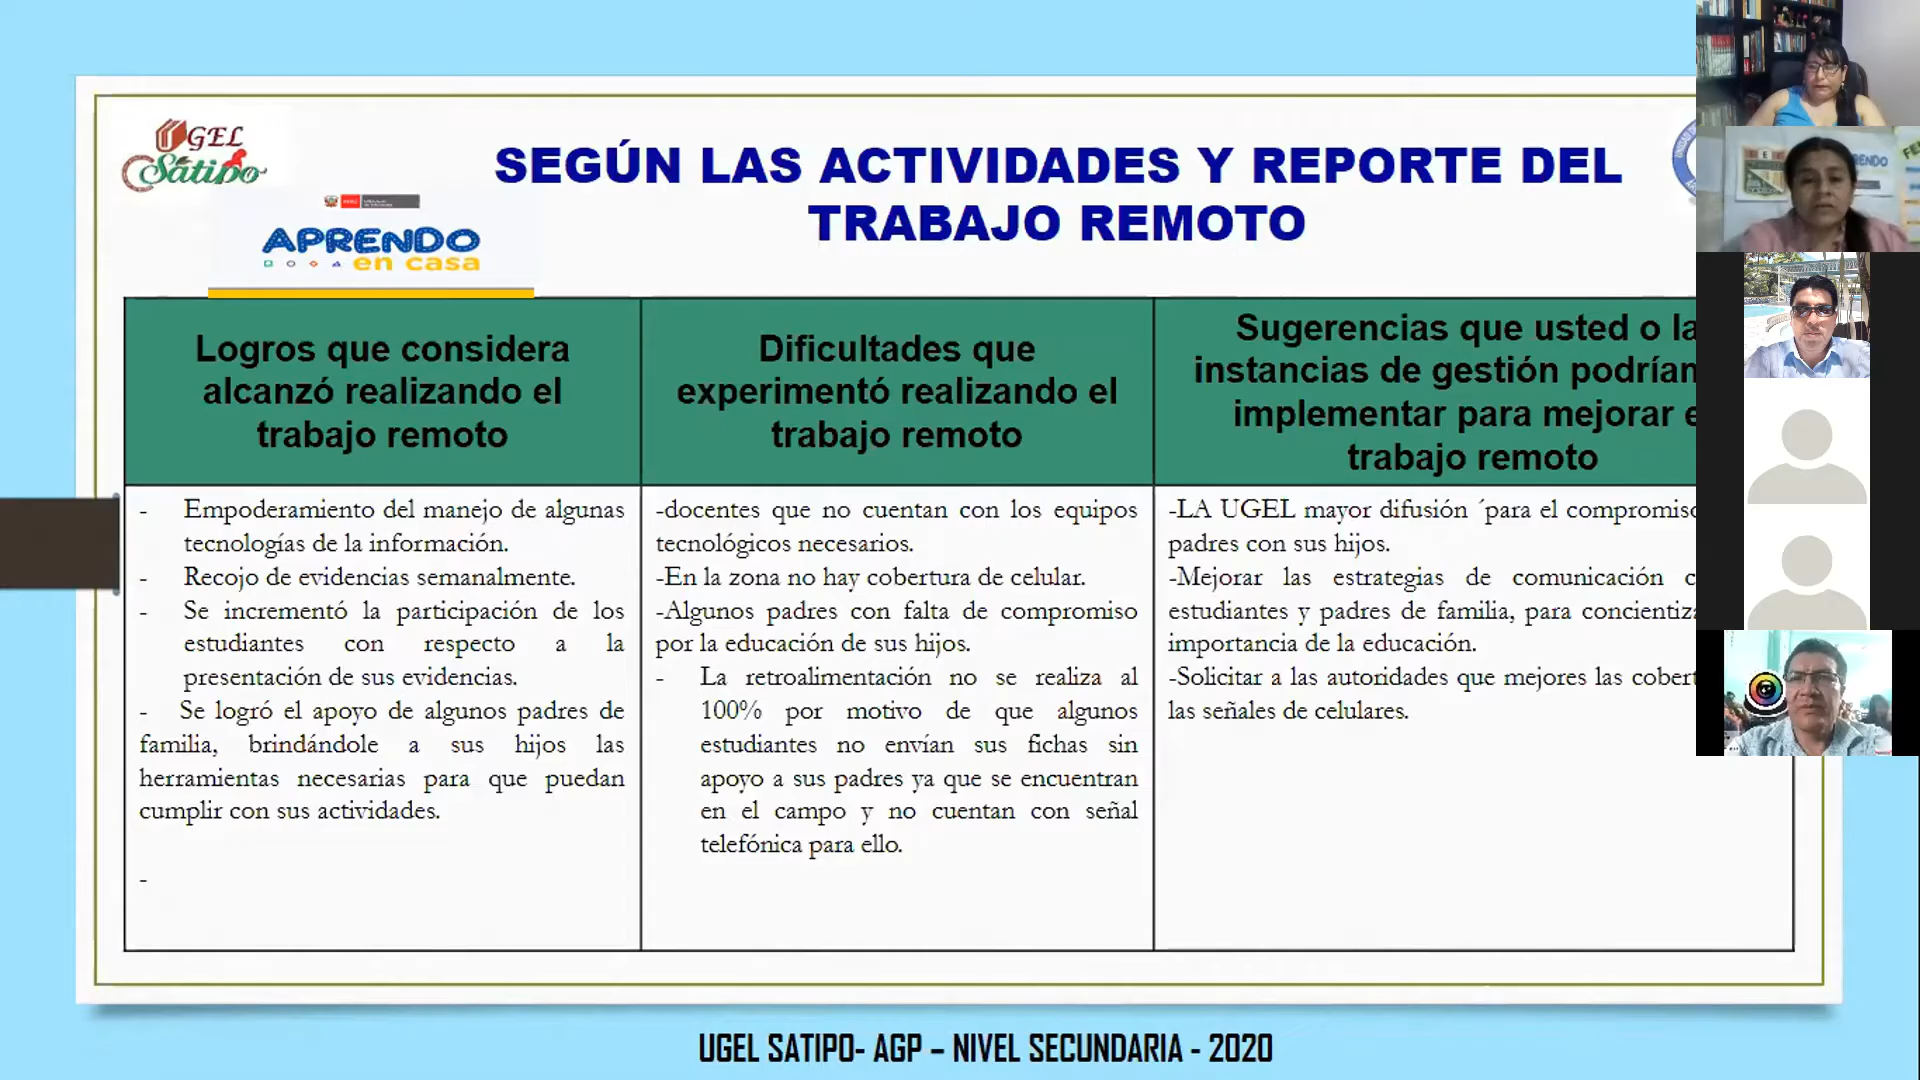 UGEL
Satipo
SEGÚN LAS ACTIVIDADES Y REPORTE DEL
TRABAJO REMOTO
PERÚ
APRENDO
en casa
Logros que considera
alcanzó realizando el
trabajo remoto
Dificultades que
experimentó realizando el
trabajo remoto
Sugerencias que usted o la
instancias de gestión podrían
implementar para mejorar e
trabajo remoto
- Empoderamiento del manejo de algunas
tecnologías de la información.
- Recojo de evidencias semanalmente.
- Se incrementó la participación de los
estudiantes con respecto a la
presentación de sus evidencias.
- Se logró el apoyo de algunos padres de
familia, brindándole a sus hijos las
herramientas necesarias para que puedan
cumplir con sus actividades.
-
-docentes que no cuentan con los equipos
tecnológicos necesarios.
-En la zona no hay cobertura de celular.
-Algunos padres con falta de compromiso
por la educación de sus hijos.
- La retroalimentación no se realiza al
100% por motivo de que algunos
estudiantes no envían sus fichas sin
apoyo a sus padres ya que se encuentran
en el campo y no cuentan con señal
telefónica para ello.
-LA UGEL mayor difusión ´para el compromiso
padres con sus hijos.
-Mejorar las estrategias de comunicación c
estudiantes y padres de familia, para concientiza
importancia de la educación.
-Solicitar a las autoridades que mejores las cobert
las señales de celulares.
UGEL SATIPO- AGP – NIVEL SECUNDARIA - 2020